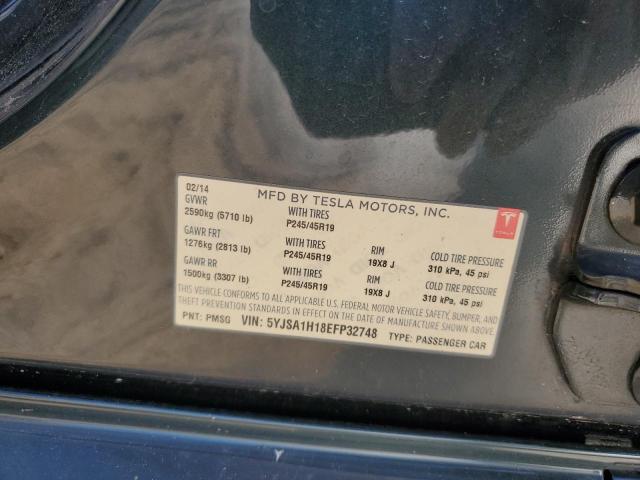 02/14 MFD BY TESLA MOTORS, INC.
GVWR
2590kg (5710 lb) WITH TIRES
P245/45R19
GAWR FRT WITH TIRES RIM COLD TIRE PRESSURE
1276kg (2813 lb) P245/45R19 19X8 J 310 kPa, 45 psi
GAWR RR WITH TIRES RIM COLD TIRE PRESSURE
1500kg (3307 lb) P245/45R19 19X8 J 310 kPa, 45 psi
THIS VEHICLE CONFORMS TO ALL APPLICABLE U.S. FEDERAL MOTOR VEHICLE SAFETY, BUMPER, AND
THEFT PREVENTION STANDARDS IN EFFECT ON THE DATE OF MANUFACTURE SHOWN ABOVE.
PNT: PMSG VIN: 5YJSA1H18EFP32748 TYPE: PASSENGER CAR
TESLA